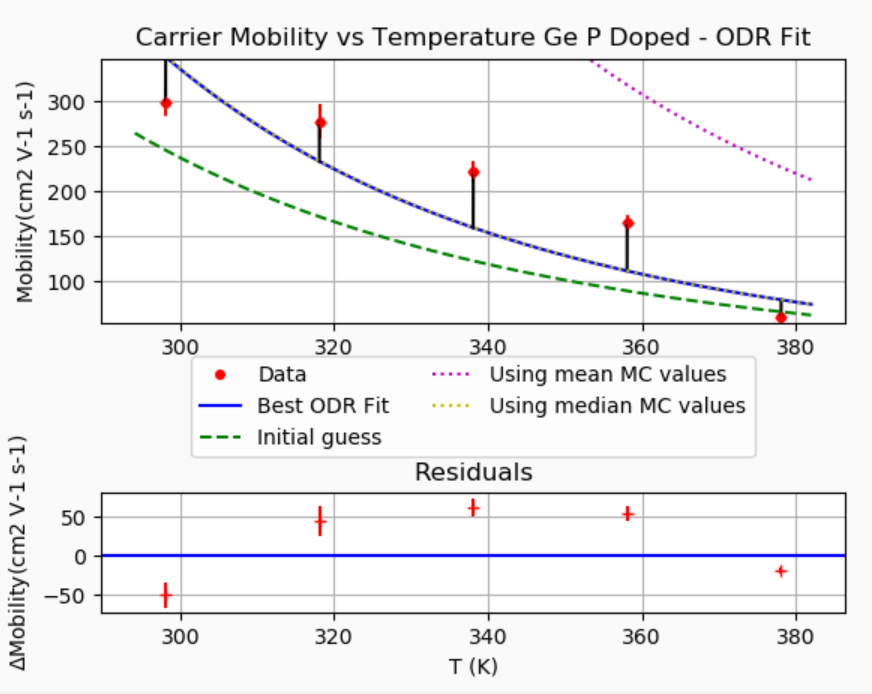 Carrier Mobility vs Temperature Ge P Doped - ODR Fit
Mobility(cm2 V-1 s-1)
300
250
200
150
100
300 320 340 360 380
Data
Best ODR Fit
Initial guess
Using mean MC values
Using median MC values
Residuals
ΔMobility(cm2 V-1 s-1)
50
0
−50
300 320 340 360 380
T (K)